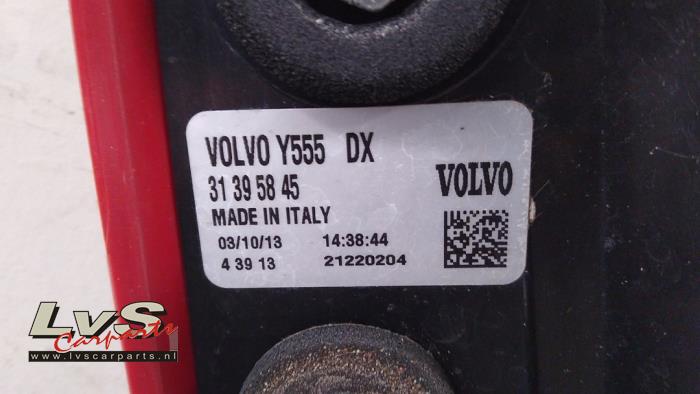 VOLVO Y555 DX
31 39 58 45
VOLVO
MADE IN ITALY
03/10/13 14:38:44
4 39 13 21220204
LvS
Carparts
www.lvscarparts.nl